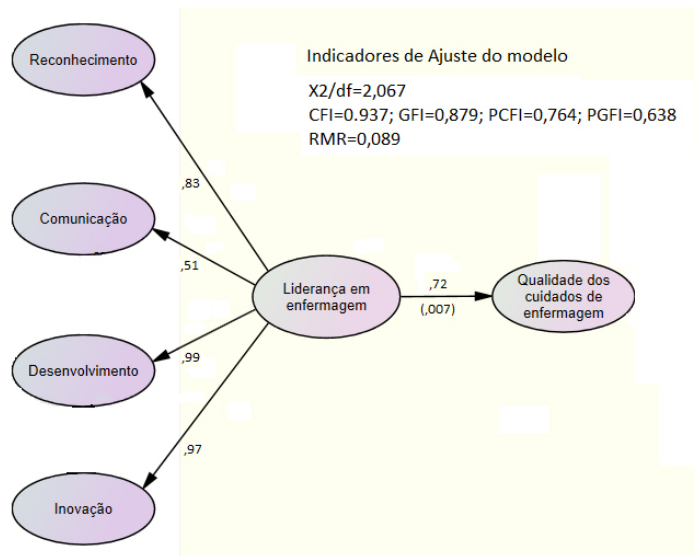 Reconhecimento
Indicadores de Ajuste do modelo
X2/df=2,067
CFI=0.937; GFI=0,879; PCFI=0,764; PGFI=0,638
RMR=0,089
,83
Comunicação
,51
Liderança em
enfermagem
,72
(,007)
Qualidade dos
cuidados de
enfermagem
Desenvolvimento
,99
,97
Inovação